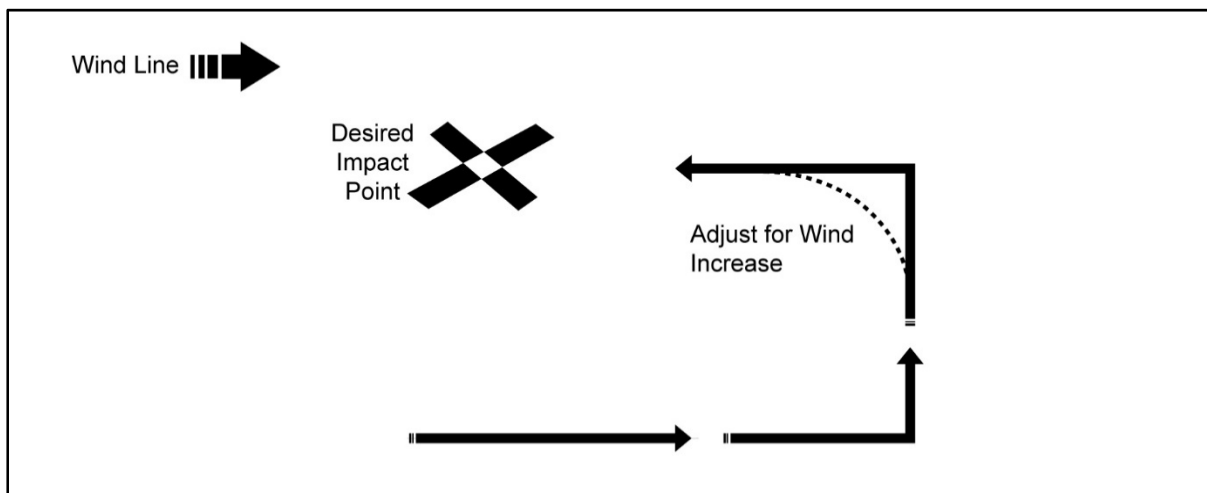 Wind Line
Desired
Impact
Point
Adjust for Wind
Increase